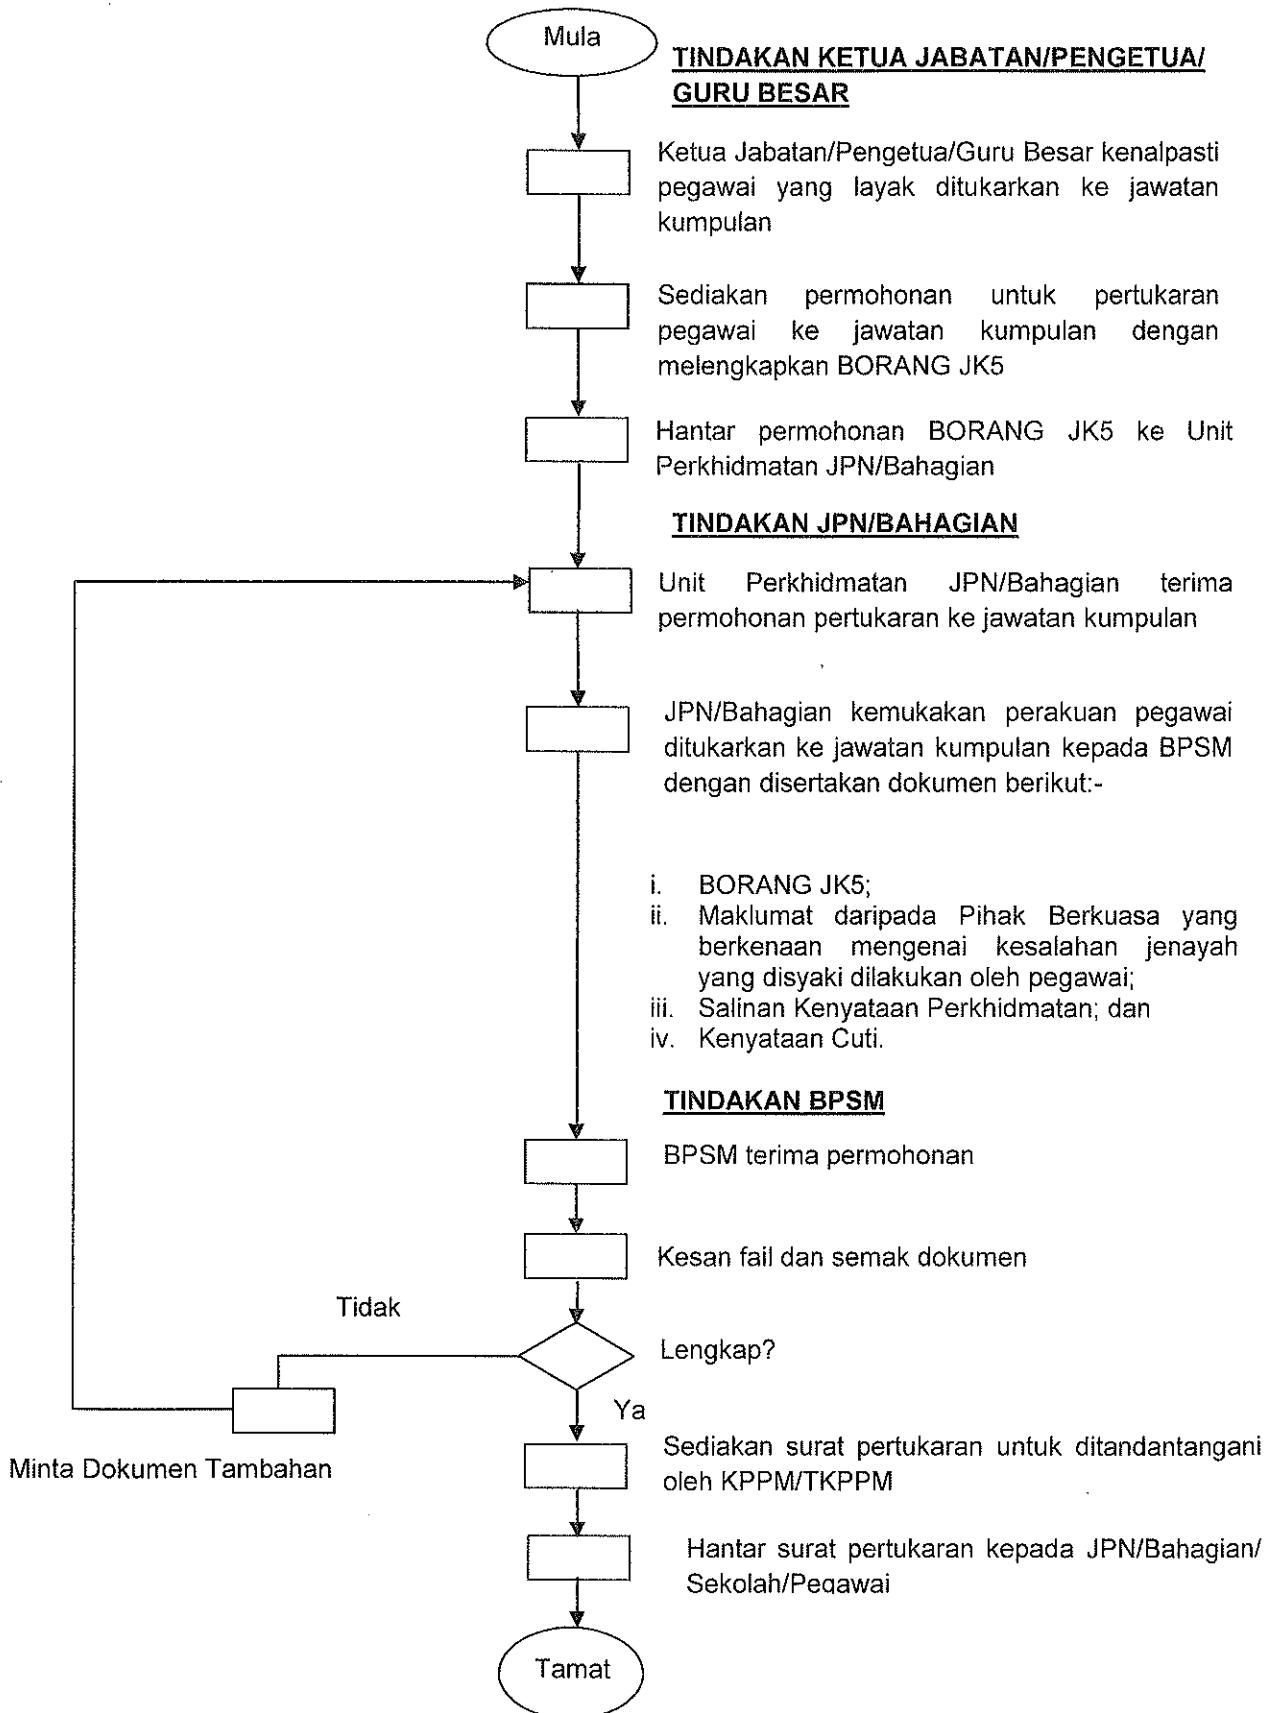 Mula
TINDAKAN KETUA JABATAN/PENGETUA/
GURU BESAR
Ketua Jabatan/Pengetua/Guru Besar kenalpasti
pegawai yang layak ditukarkan ke jawatan
kumpulan
Sediakan permohonan untuk pertukaran
pegawai ke jawatan kumpulan dengan
melengkapkan BORANG JK5
Hantar permohonan BORANG JK5 ke Unit
Perkhidmatan JPN/Bahagian
TINDAKAN JPN/BAHAGIAN
Unit Perkhidmatan JPN/Bahagian terima
permohonan pertukaran ke jawatan kumpulan
JPN/Bahagian kemukakan perakuan pegawai
ditukarkan ke jawatan kumpulan kepada BPSM
dengan disertakan dokumen berikut:-
i. BORANG JK5;
ii. Maklumat daripada Pihak Berkuasa yang
berkenaan mengenai kesalahan jenayah
yang disyaki dilakukan oleh pegawai;
iii. Salinan Kenyataan Perkhidmatan; dan
iv. Kenyataan Cuti.
TINDAKAN BPSM
BPSM terima permohonan
Kesan fail dan semak dokumen
Tidak
Lengkap?
Ya
Minta Dokumen Tambahan
Sediakan surat pertukaran untuk ditandantangani
oleh KPPM/TKPPM
Hantar surat pertukaran kepada JPN/Bahagian/
Sekolah/Pegawai
Tamat